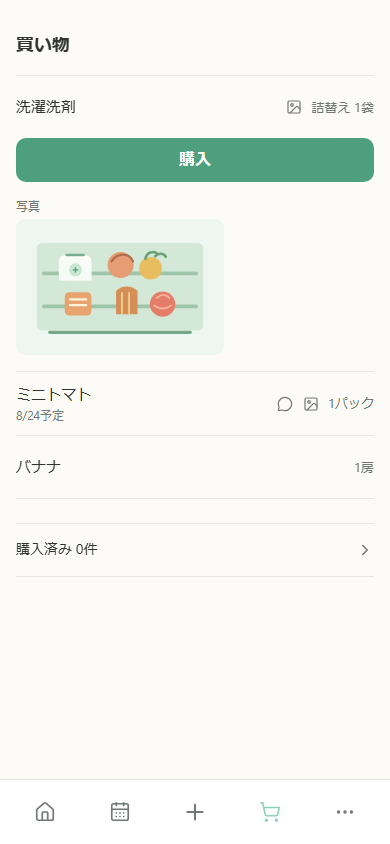 買い物
洗濯洗剤
詰替え 1袋
購入
写真
ミニトマト
8/24予定
1パック
バナナ
1房
購入済み 0件